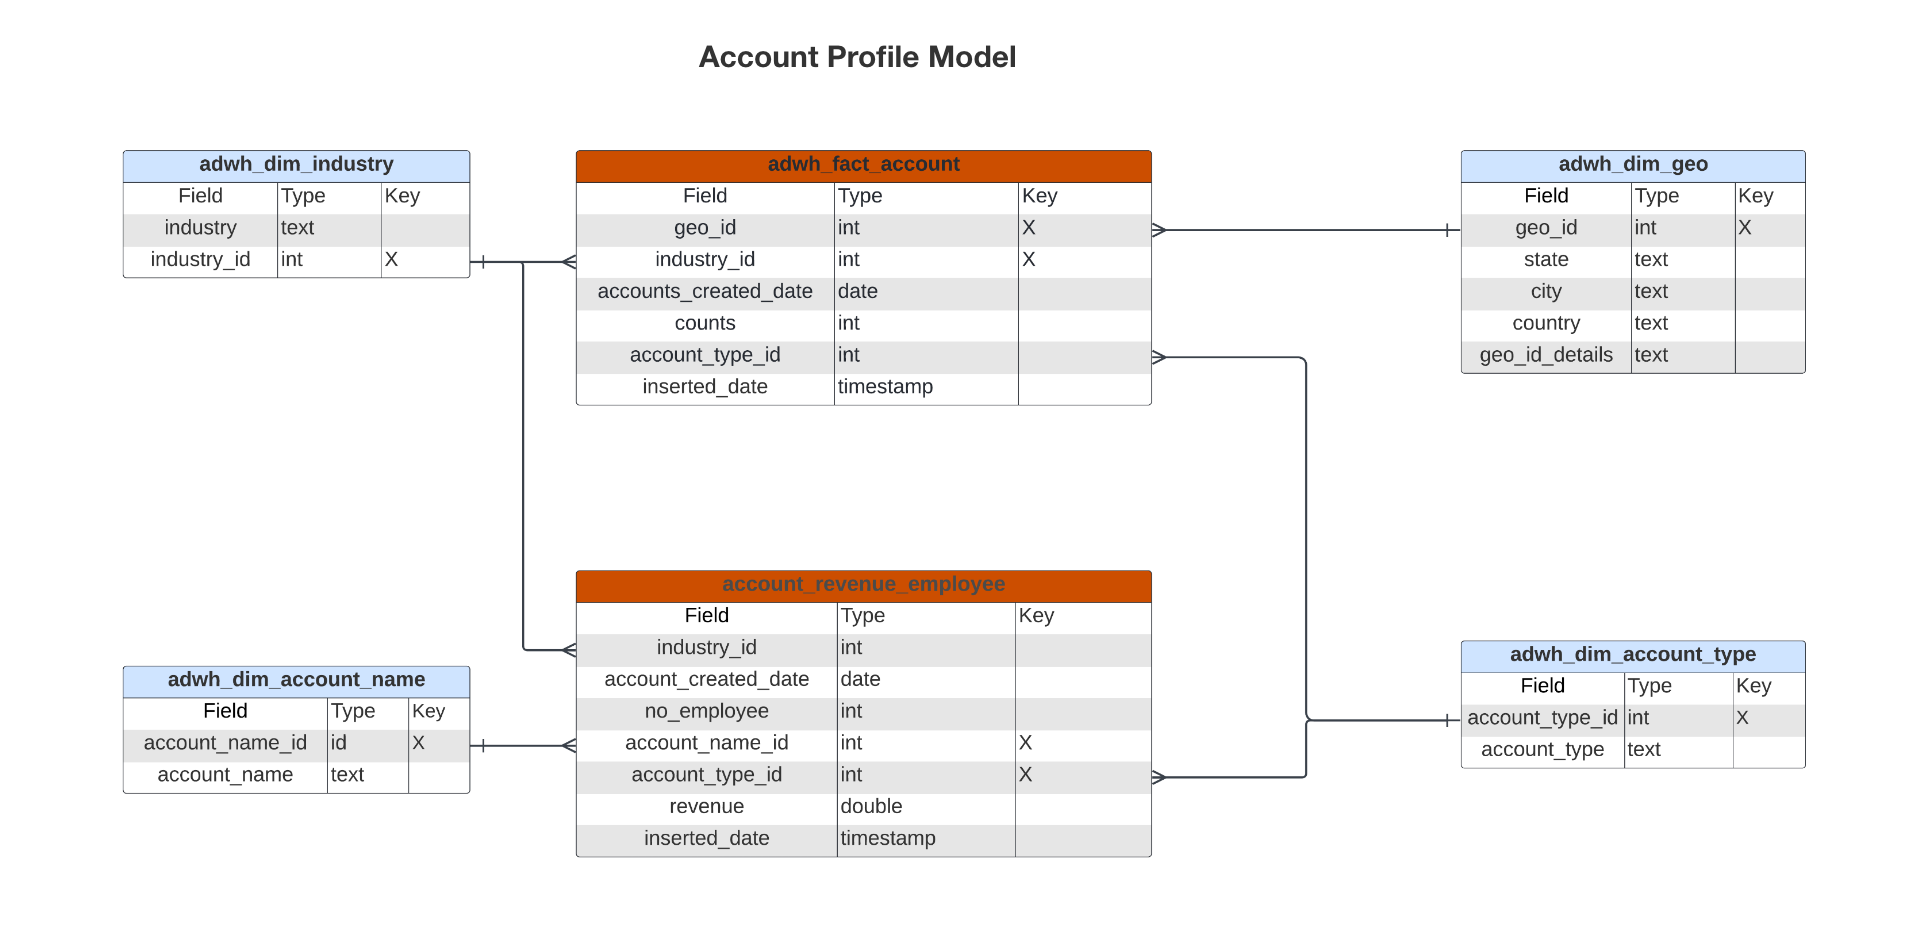 Account Profile Model
adwh_dim_industry
Field Type Key
industry text
industry_id int X
adwh_fact_account
Field Type Key
geo_id int X
industry_id int X
accounts_created_date date
counts int
account_type_id int
inserted_date timestamp
adwh_dim_geo
Field Type Key
geo_id int X
state text
city text
country text
geo_id_details text
adwh_dim_account_name
Field Type Key
account_name_id id X
account_name text
account_revenue_employee
Field Type Key
industry_id int
account_created_date date
no_employee int
account_name_id int X
account_type_id int X
revenue double
inserted_date timestamp
adwh_dim_account_type
Field Type Key
account_type_id int X
account_type text